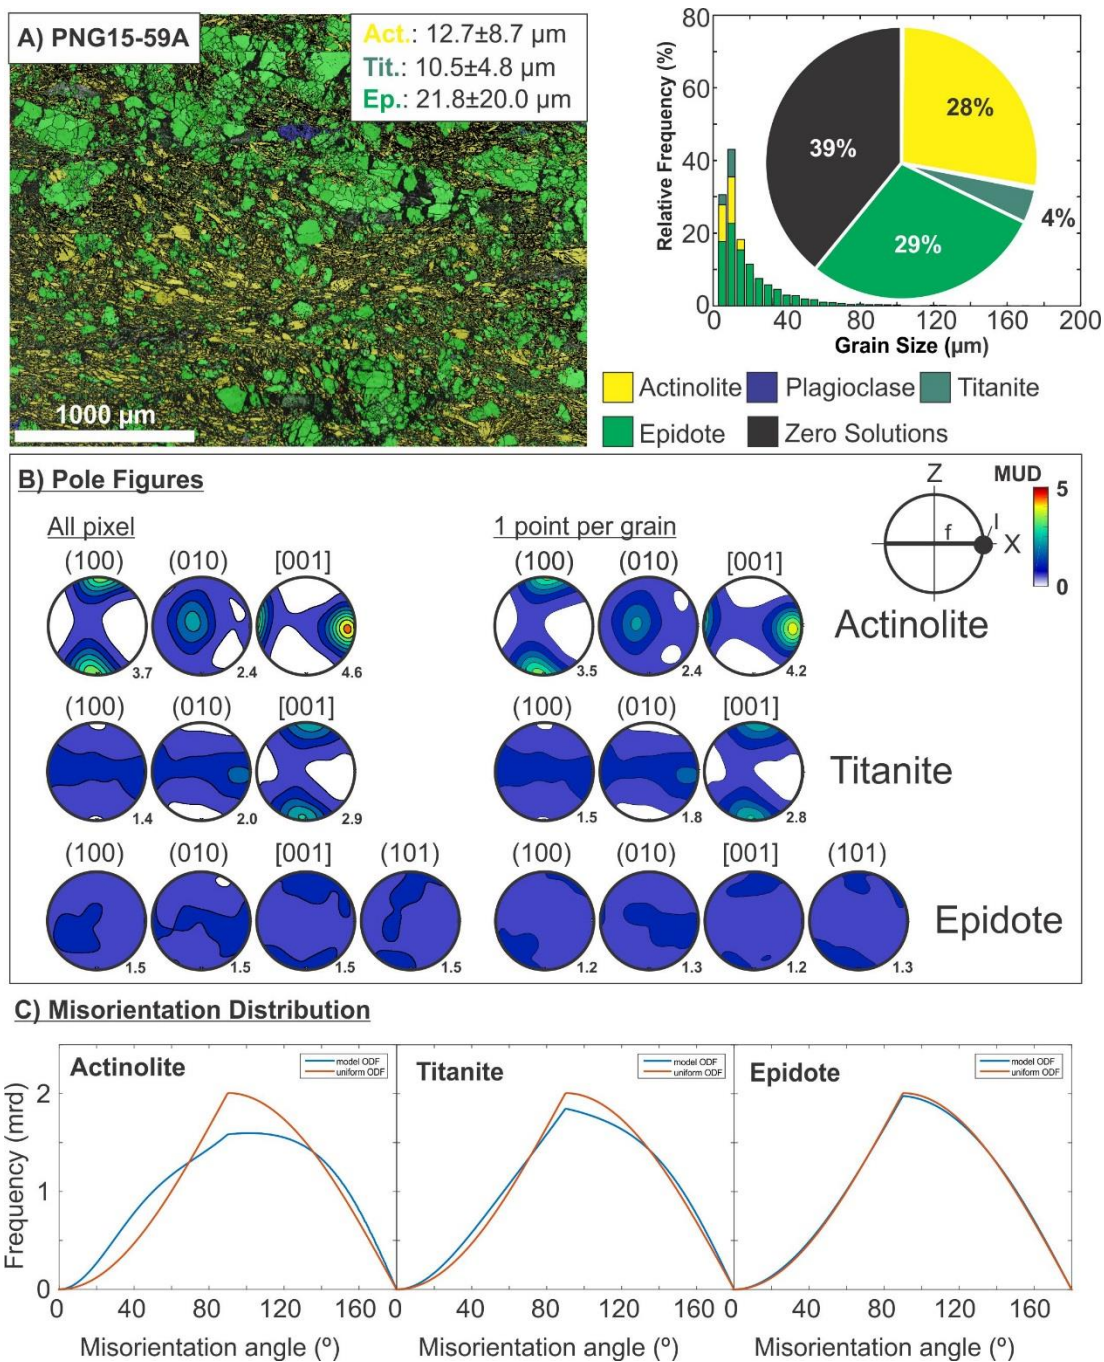 A) PNG15-59A
Act.: 12.7±8.7 µm
Tit.: 10.5±4.8 µm
Ep.: 21.8±20.0 µm
1000 µm
Relative Frequency (%)
80
60
40
20
0
0 40 80 120 160 200
Grain Size (µm)
28%
39%
4%
29%
Actinolite Plagioclase Titanite
Epidote Zero Solutions
B) Pole Figures
Z
f
l
X
MUD
5
0
All pixel
1 point per grain
(100) (010) [001] (100) (010) [001]
Actinolite
3.7 2.4 4.6 3.5 2.4 4.2
(100) (010) [001] (100) (010) [001]
Titanite
1.4 2.0 2.9 1.5 1.8 2.8
(100) (010) [001] (101) (100) (010) [001] (101)
Epidote
1.5 1.5 1.5 1.5 1.2 1.3 1.2 1.3
C) Misorientation Distribution
Frequency (mrd)
2
1
0
Actinolite
model ODF
uniform ODF
Titanite
model ODF
uniform ODF
Epidote
model ODF
uniform ODF
0 40 80 120 160 0 40 80 120 160 0 40 80 120 160
Misorientation angle (º) Misorientation angle (º) Misorientation angle (º)